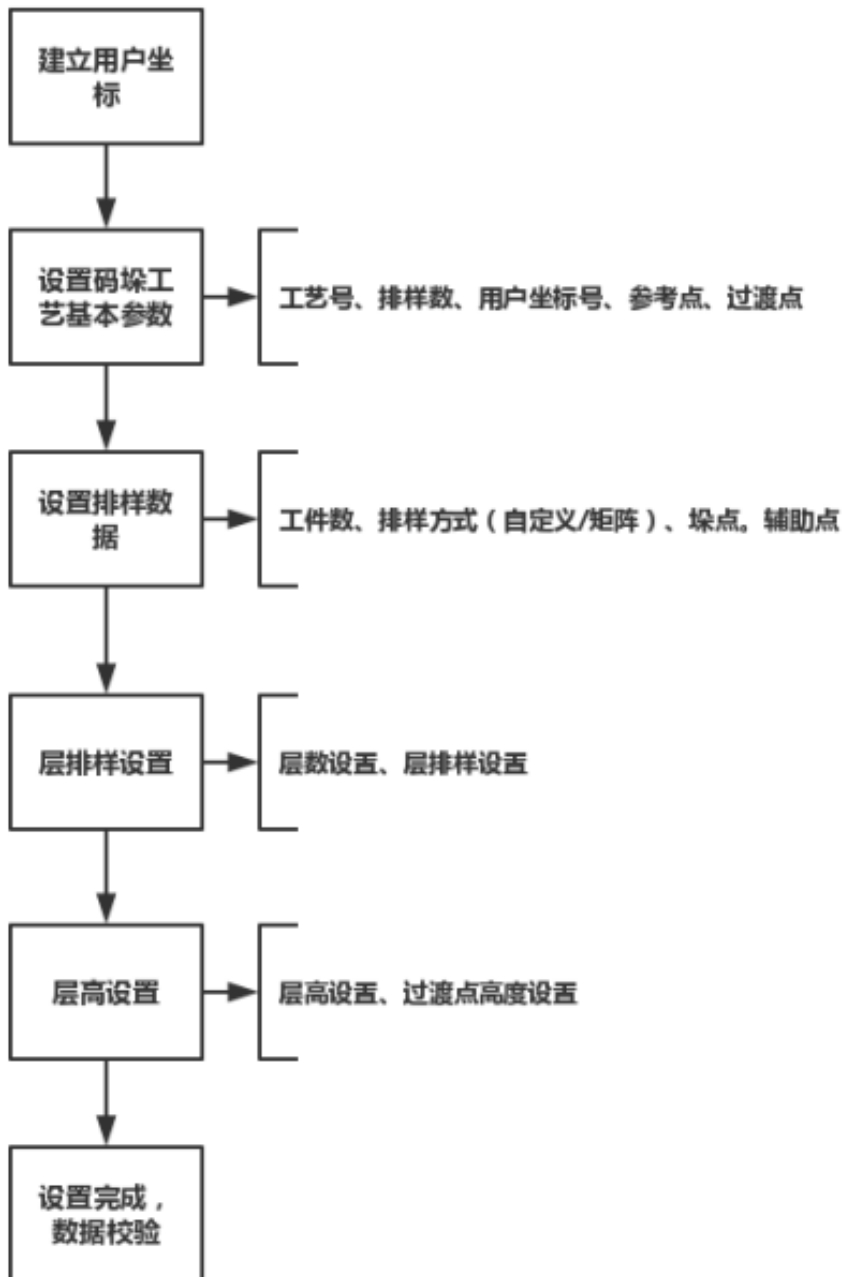 建立用户坐
标
设置码垛工
艺基本参数
工艺号、排样数、用户坐标号、参考点、过渡点
设置排样数
据
工件数、排样方式（自定义/矩阵）、垛点。辅助点
层排样设置
层数设置、层排样设置
层高设置
层高设置、过渡点高度设置
设置完成，
数据校验